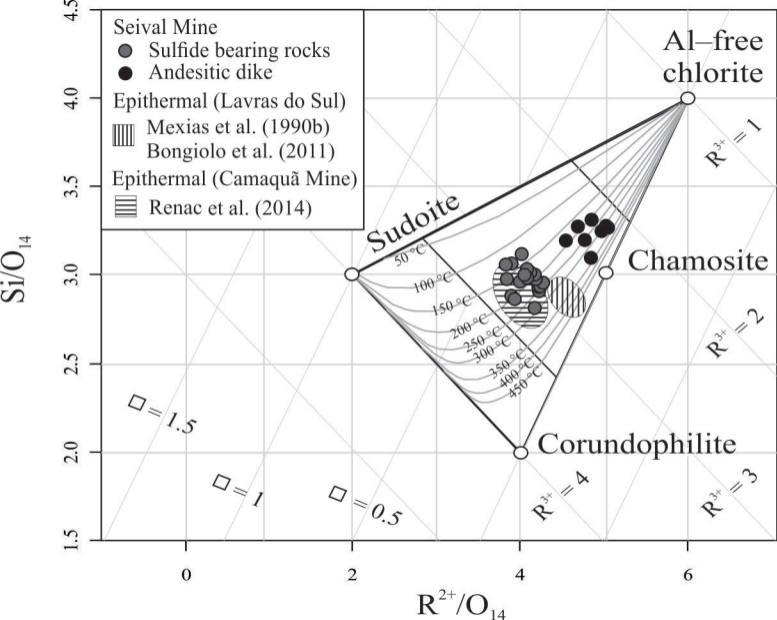 Seival Mine
Sulfide bearing rocks
Andesitic dike
Epithermal (Lavras do Sul)
Mexias et al. (1990b)
Bongiolo et al. (2011)
Epithermal (Camaquã Mine)
Renac et al. (2014)
Al–free
chlorite
Sudoite
Chamosite
Corundophilite
50 °C
100 °C
150 °C
200 °C
250 °C
300 °C
350 °C
400 °C
450 °C
R³⁺ = 1
R³⁺ = 2
R³⁺ = 3
R³⁺ = 4
□ = 1.5
□ = 1
□ = 0.5
4.5
4.0
3.5
3.0
2.5
2.0
1.5
Si/O₁₄
0
2
4
6
R²⁺/O₁₄